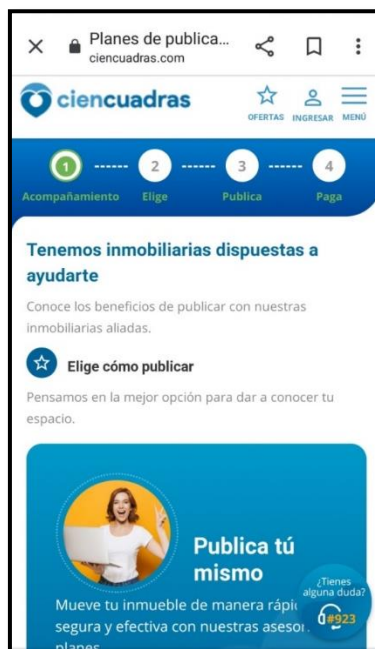 Planes de publica...
ciencuadras.com
ciencuadras
OFERTAS INGRESAR MENÚ
1 2 3 4
Acompañamiento Elige Publica Paga
Tenemos inmobiliarias dispuestas a
ayudarte
Conoce los beneficios de publicar con nuestras
inmobiliarias aliadas.
Elige cómo publicar
Pensamos en la mejor opción para dar a conocer tu
espacio.
Publica tú
mismo
¿Tienes
alguna duda?
#923
Mueve tu inmueble de manera rápi
segura y efectiva con nuestras aseso
planes